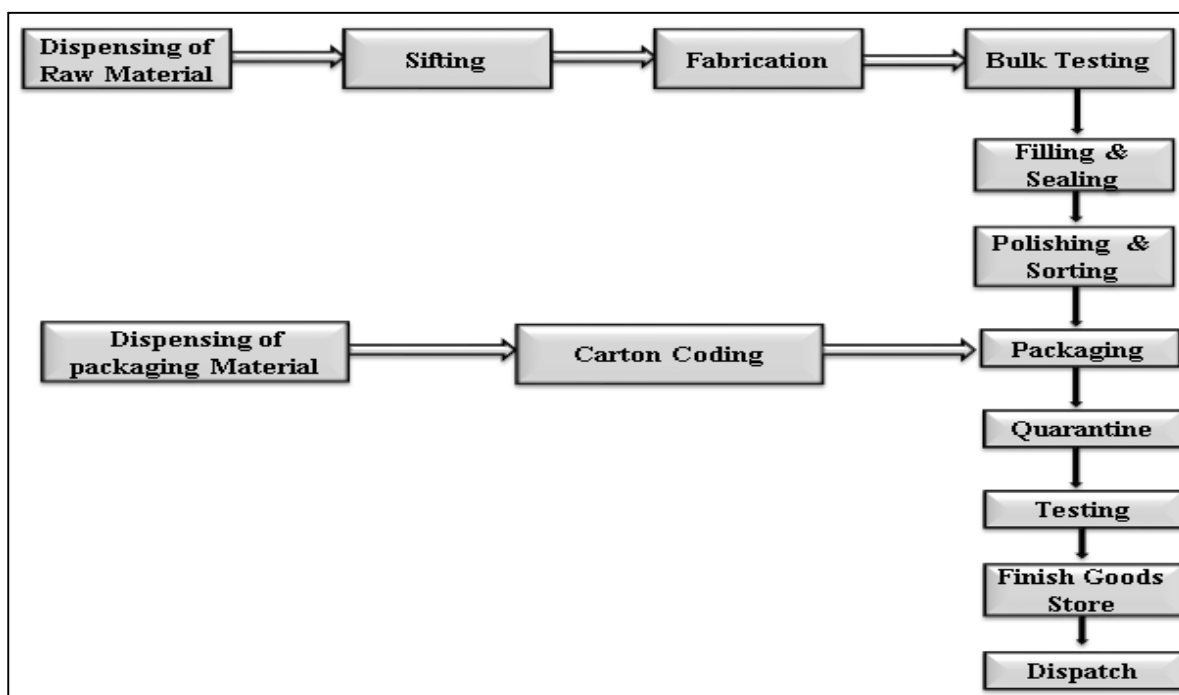 Dispensing of
Raw Material
Sifting
Fabrication
Bulk Testing
Filling &
Sealing
Polishing &
Sorting
Dispensing of
packaging Material
Carton Coding
Packaging
Quarantine
Testing
Finish Goods
Store
Dispatch